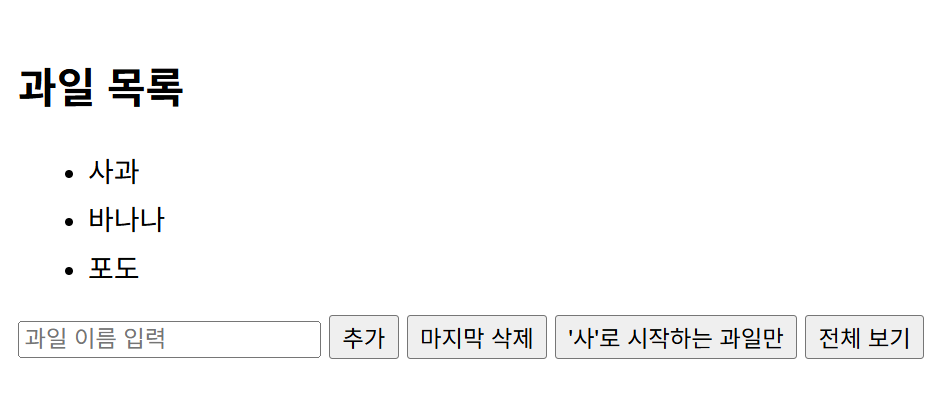 과일 목록
사과
바나나
포도
과일 이름 입력 추가 마지막 삭제 '사'로 시작하는 과일만 전체 보기